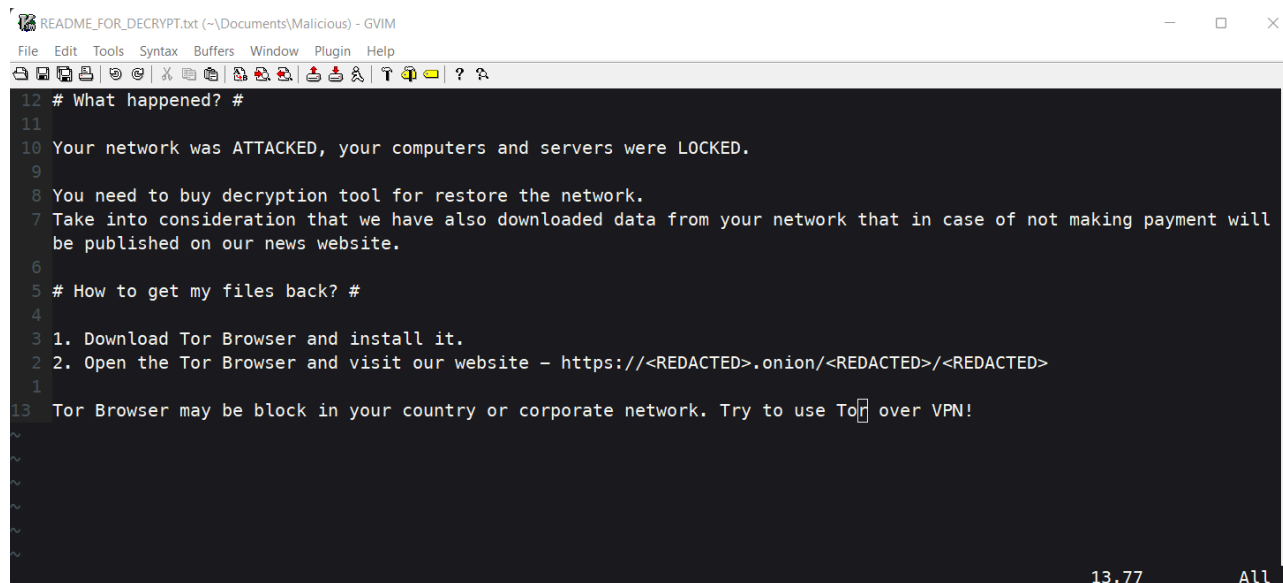 README_FOR_DECRYPT.txt (~\Documents\Malicious) - GVIM
File Edit Tools Syntax Buffers Window Plugin Help
12 # What happened? #
11
10 Your network was ATTACKED, your computers and servers were LOCKED.
9
8 You need to buy decryption tool for restore the network.
7 Take into consideration that we have also downloaded data from your network that in case of not making payment will
be published on our news website.
6
5 # How to get my files back? #
4
3 1. Download Tor Browser and install it.
2 2. Open the Tor Browser and visit our website – https://<REDACTED>.onion/<REDACTED>/<REDACTED>
1
13 Tor Browser may be block in your country or corporate network. Try to use Tor over VPN!
~
~
~
~
~
~
13,77 All